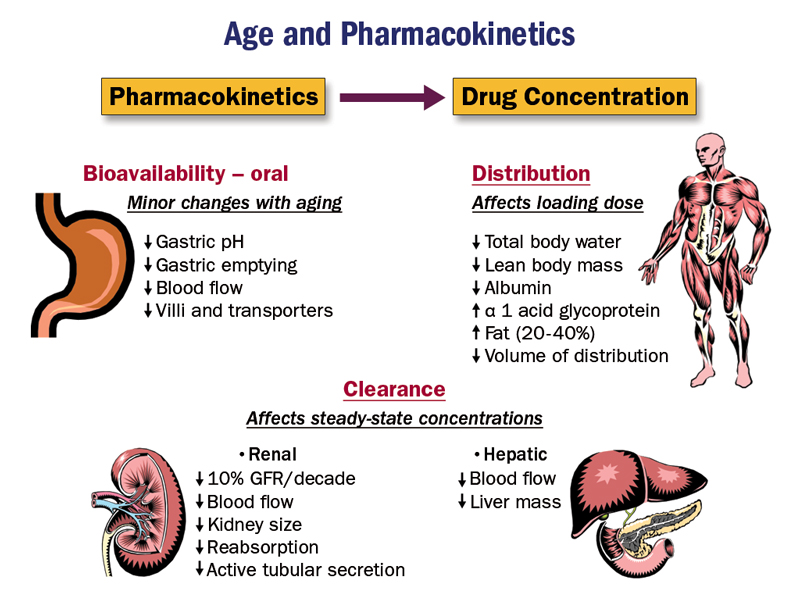 Age and Pharmacokinetics
Pharmacokinetics
Drug Concentration
Bioavailability – oral
Minor changes with aging
↓ Gastric pH
↓ Gastric emptying
↓ Blood flow
↓ Villi and transporters
Distribution
Affects loading dose
↓ Total body water
↓ Lean body mass
↓ Albumin
↑ α 1 acid glycoprotein
↑ Fat (20-40%)
↓ Volume of distribution
Clearance
Affects steady-state concentrations
• Renal
↓ 10% GFR/decade
↓ Blood flow
↓ Kidney size
↓ Reabsorption
↓ Active tubular secretion
• Hepatic
↓ Blood flow
↓ Liver mass